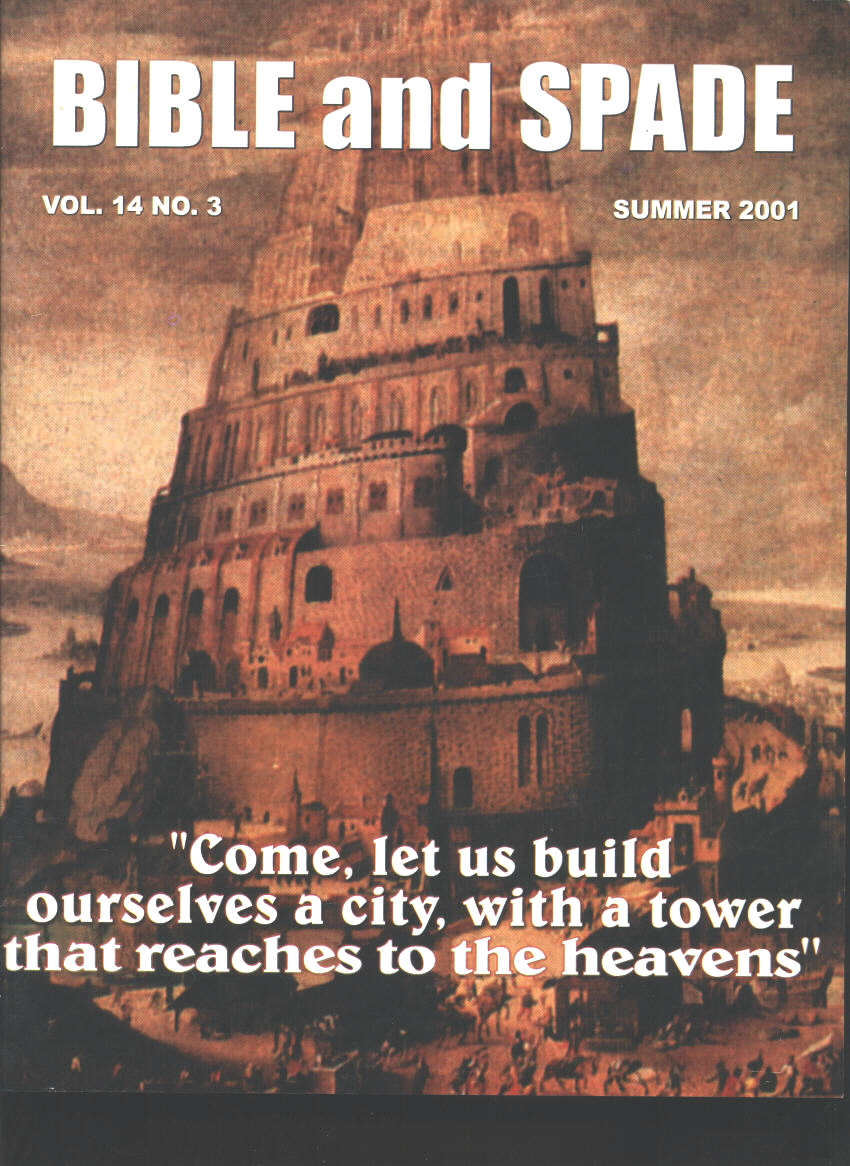 BIBLE and SPADE
VOL. 14 NO. 3
SUMMER 2001
"Come, let us build
ourselves a city, with a tower
that reaches to the heavens"